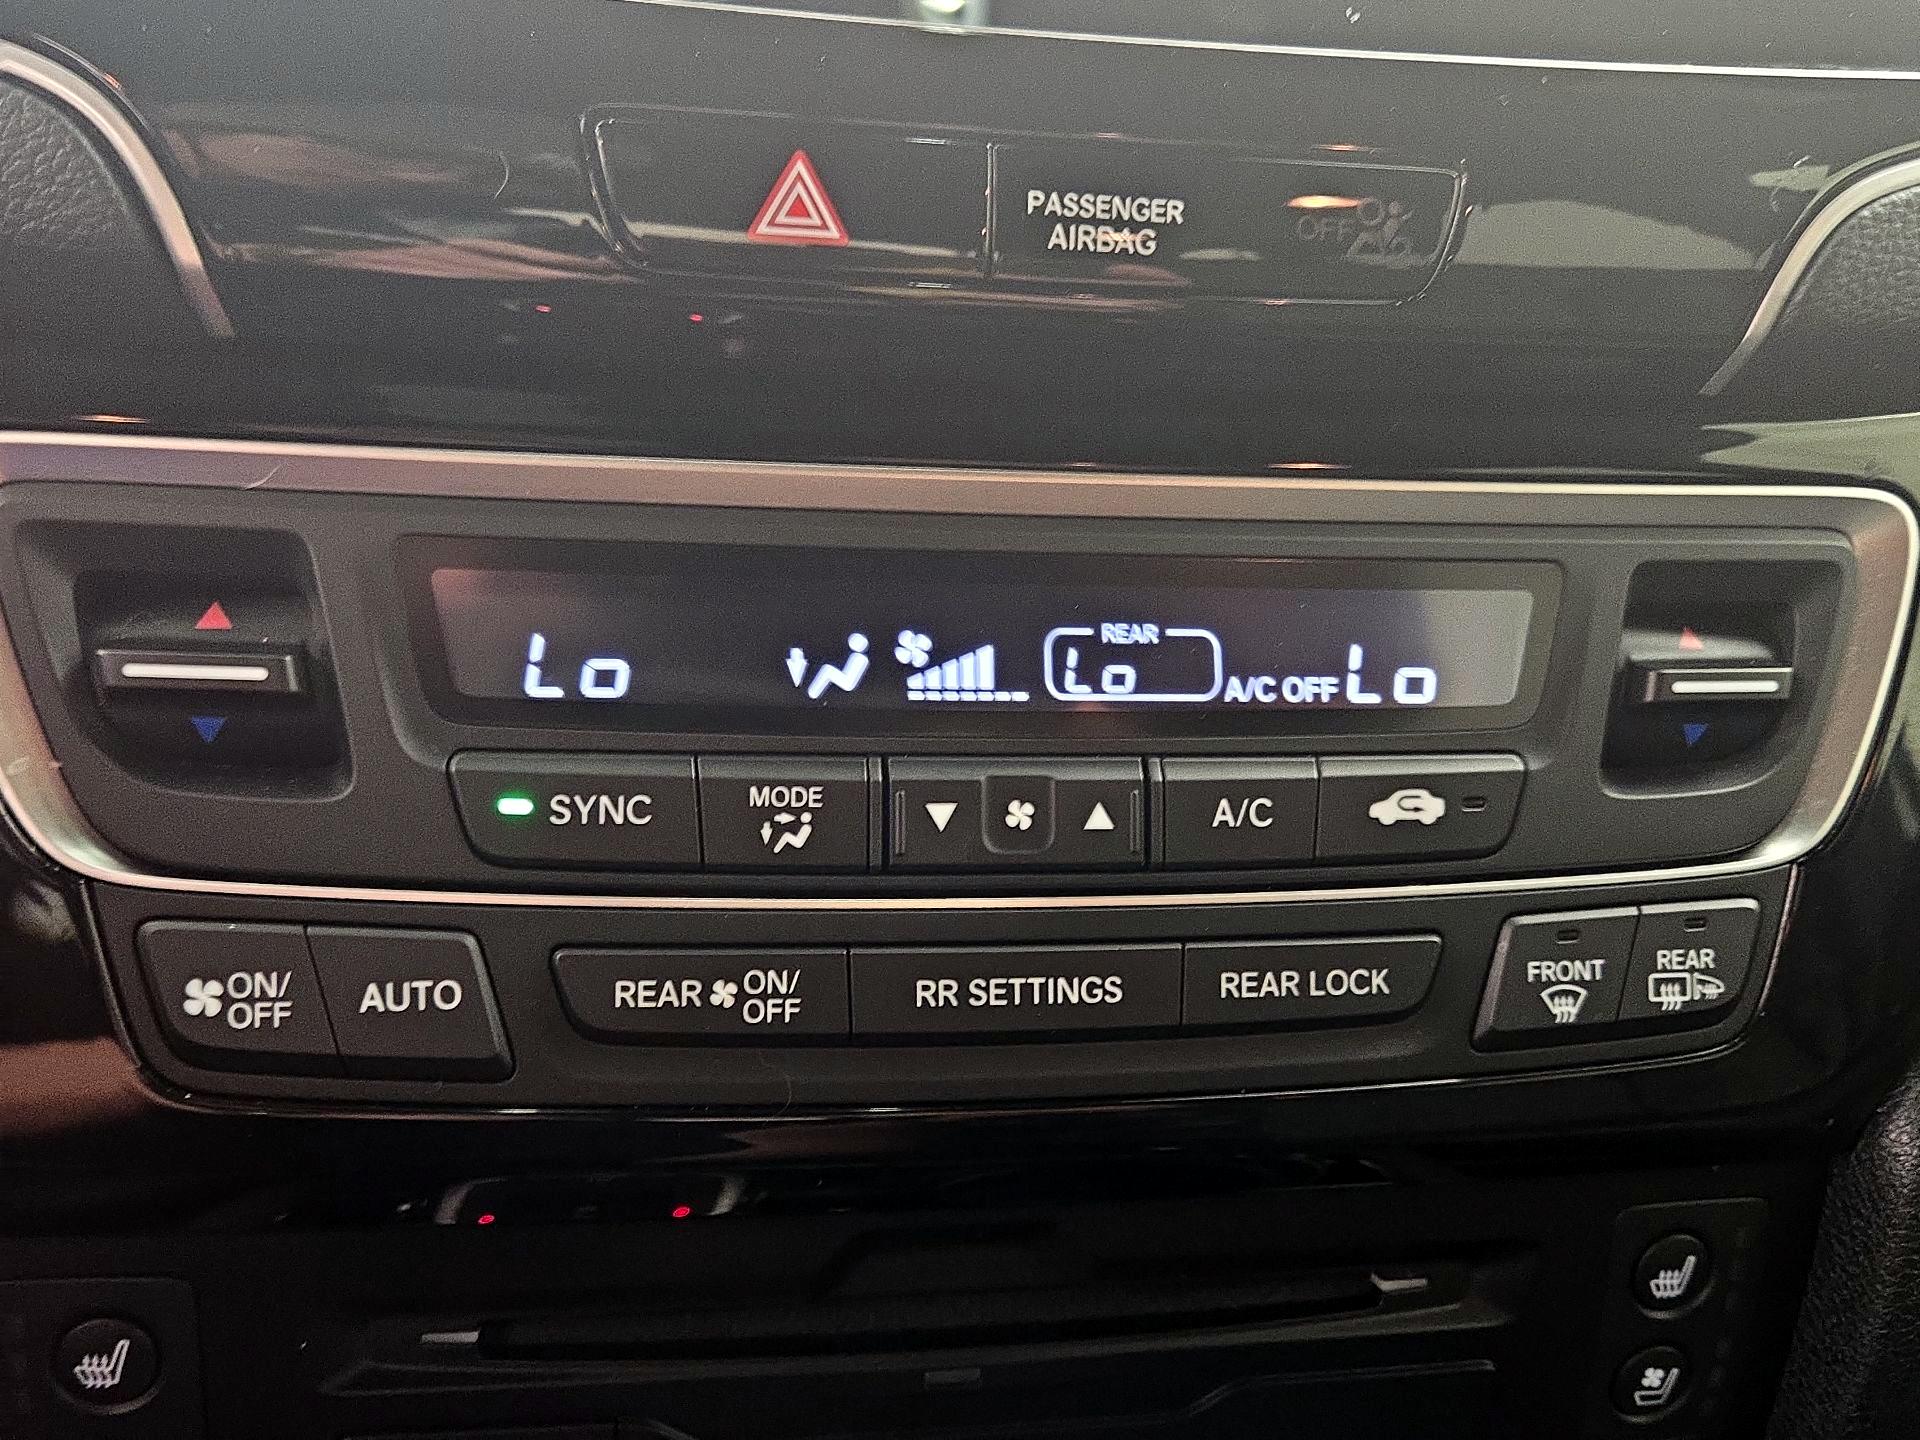 PASSENGER
AIRBAG
OFF
Lo
REAR
Lo
A/C OFF
Lo
SYNC
MODE
A/C
ON/
OFF
AUTO
REAR
ON/
OFF
RR SETTINGS
REAR LOCK
FRONT
REAR